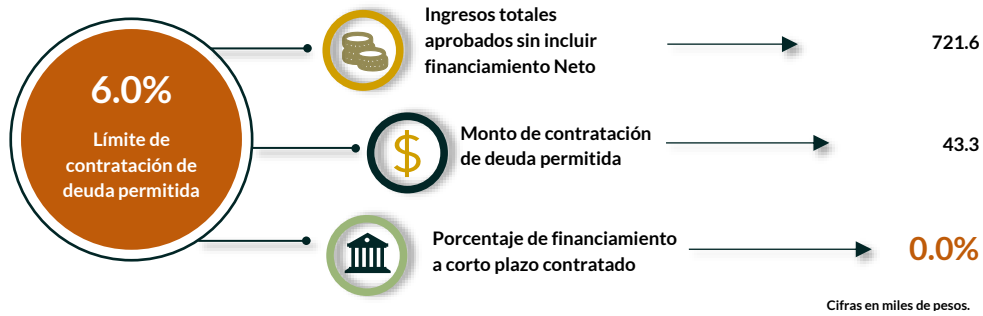 6.0%
Límite de
contratación de
deuda permitida
Ingresos totales
aprobados sin incluir
financiamiento Neto
721.6
$
Monto de contratación
de deuda permitida
43.3
Porcentaje de financiamiento
a corto plazo contratado
0.0%
Cifras en miles de pesos.